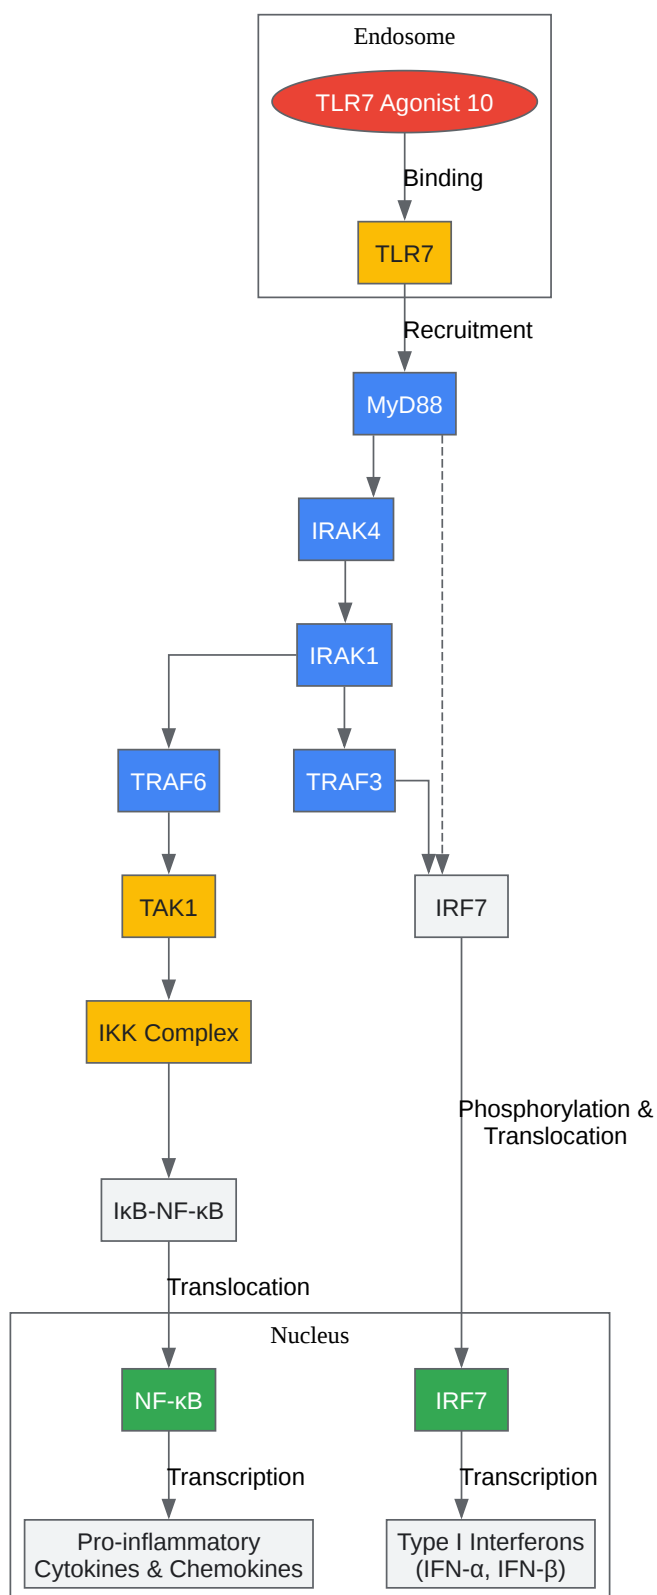 Endosome
TLR7 Agonist 10
Binding
TLR7
Recruitment
MyD88
IRAK4
IRAK1
TRAF6
TRAF3
TAK1
IRF7
IKK Complex
Phosphorylation &
Translocation
IκB-NF-κB
Translocation
Nucleus
NF-κB
IRF7
Transcription
Transcription
Pro-inflammatory
Cytokines & Chemokines
Type I Interferons
(IFN-α, IFN-β)